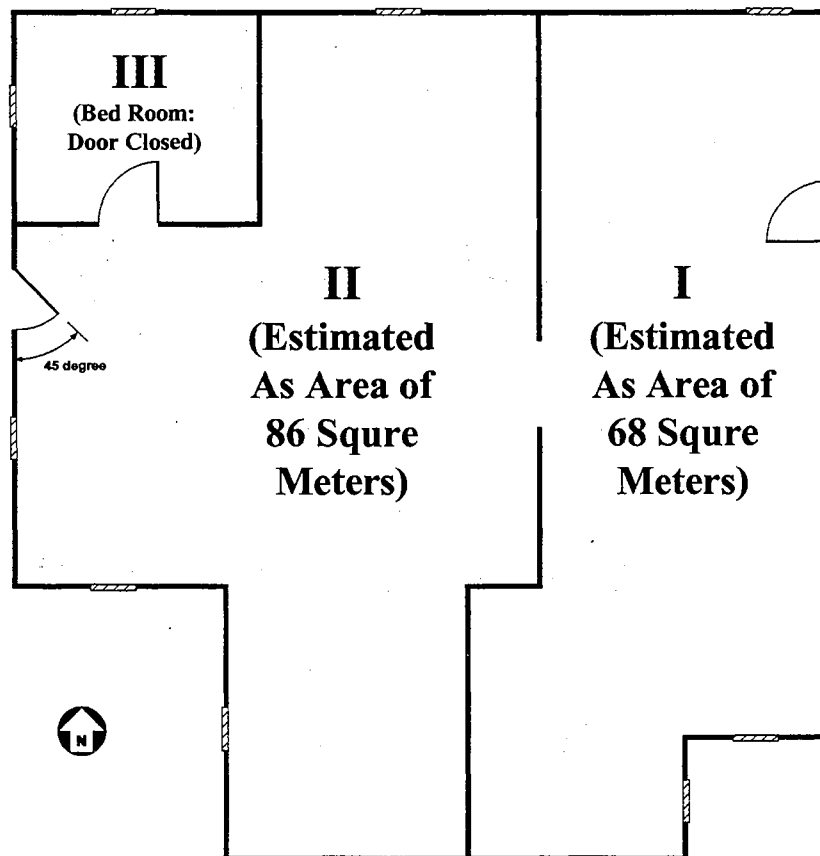 III
(Bed Room:
Door Closed)
II
(Estimated
As Area of
86 Squre
Meters)
I
(Estimated
As Area of
68 Squre
Meters)
45 degree
N